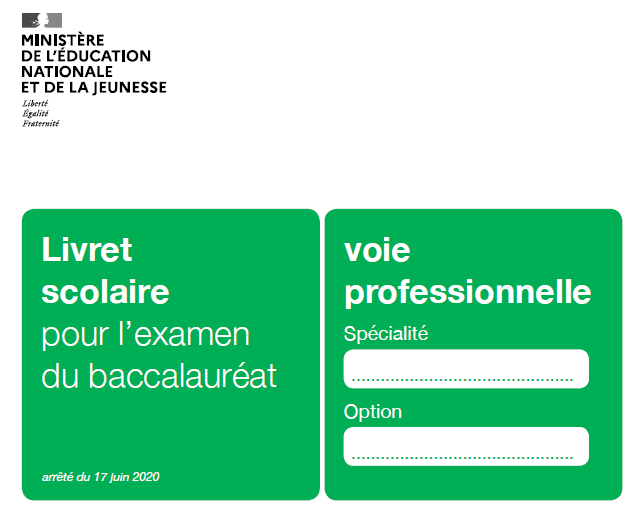 MINISTÈRE
DE L'ÉDUCATION
NATIONALE
ET DE LA JEUNESSE
Liberté
Égalité
Fraternité
Livret
scolaire
pour l'examen
du baccalauréat
arrêté du 17 juin 2020
voie
professionnelle
Spécialité
............................................
Option
............................................